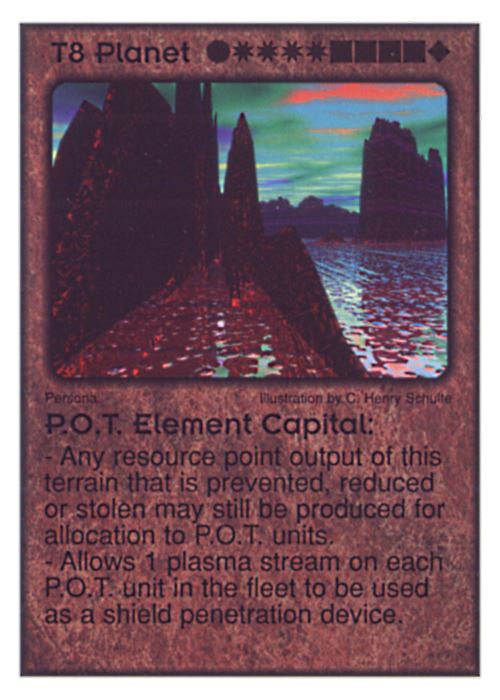 T8 Planet
Persona
Illustration by C. Henry Schulte
P.O.T. Element Capital:
- Any resource point output of this
terrain that is prevented, reduced
or stolen may still be produced for
allocation to P.O.T. units.
- Allows 1 plasma stream on each
P.O.T. unit in the fleet to be used
as a shield penetration device.